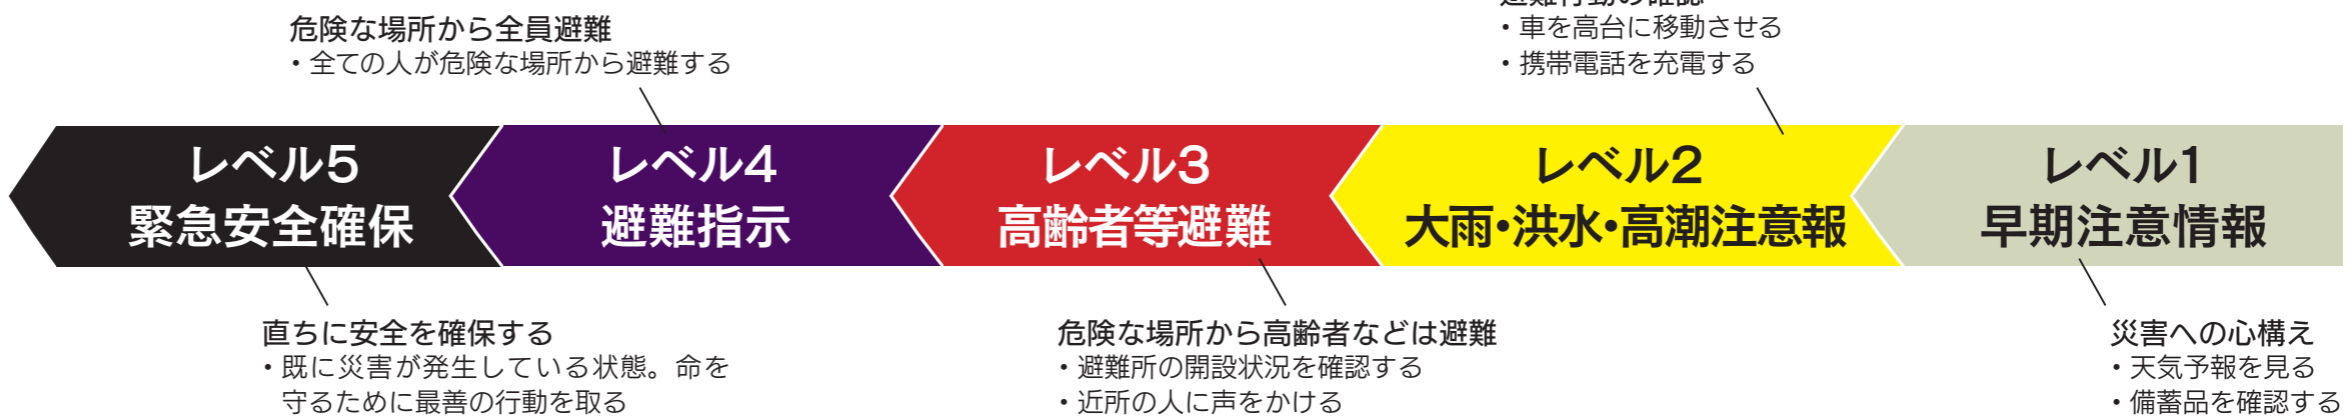 危険な場所から全員避難
・全ての人が危険な場所から避難する
避難行動の確認
・車を高台に移動させる
・携帯電話を充電する
レベル5
緊急安全確保
レベル4
避難指示
レベル3
高齢者等避難
レベル2
大雨・洪水・高潮注意報
レベル1
早期注意情報
直ちに安全を確保する
・既に災害が発生している状態。命を
守るために最善の行動を取る
危険な場所から高齢者などは避難
・避難所の開設状況を確認する
・近所の人に声をかける
災害への心構え
・天気予報を見る
・備蓄品を確認する